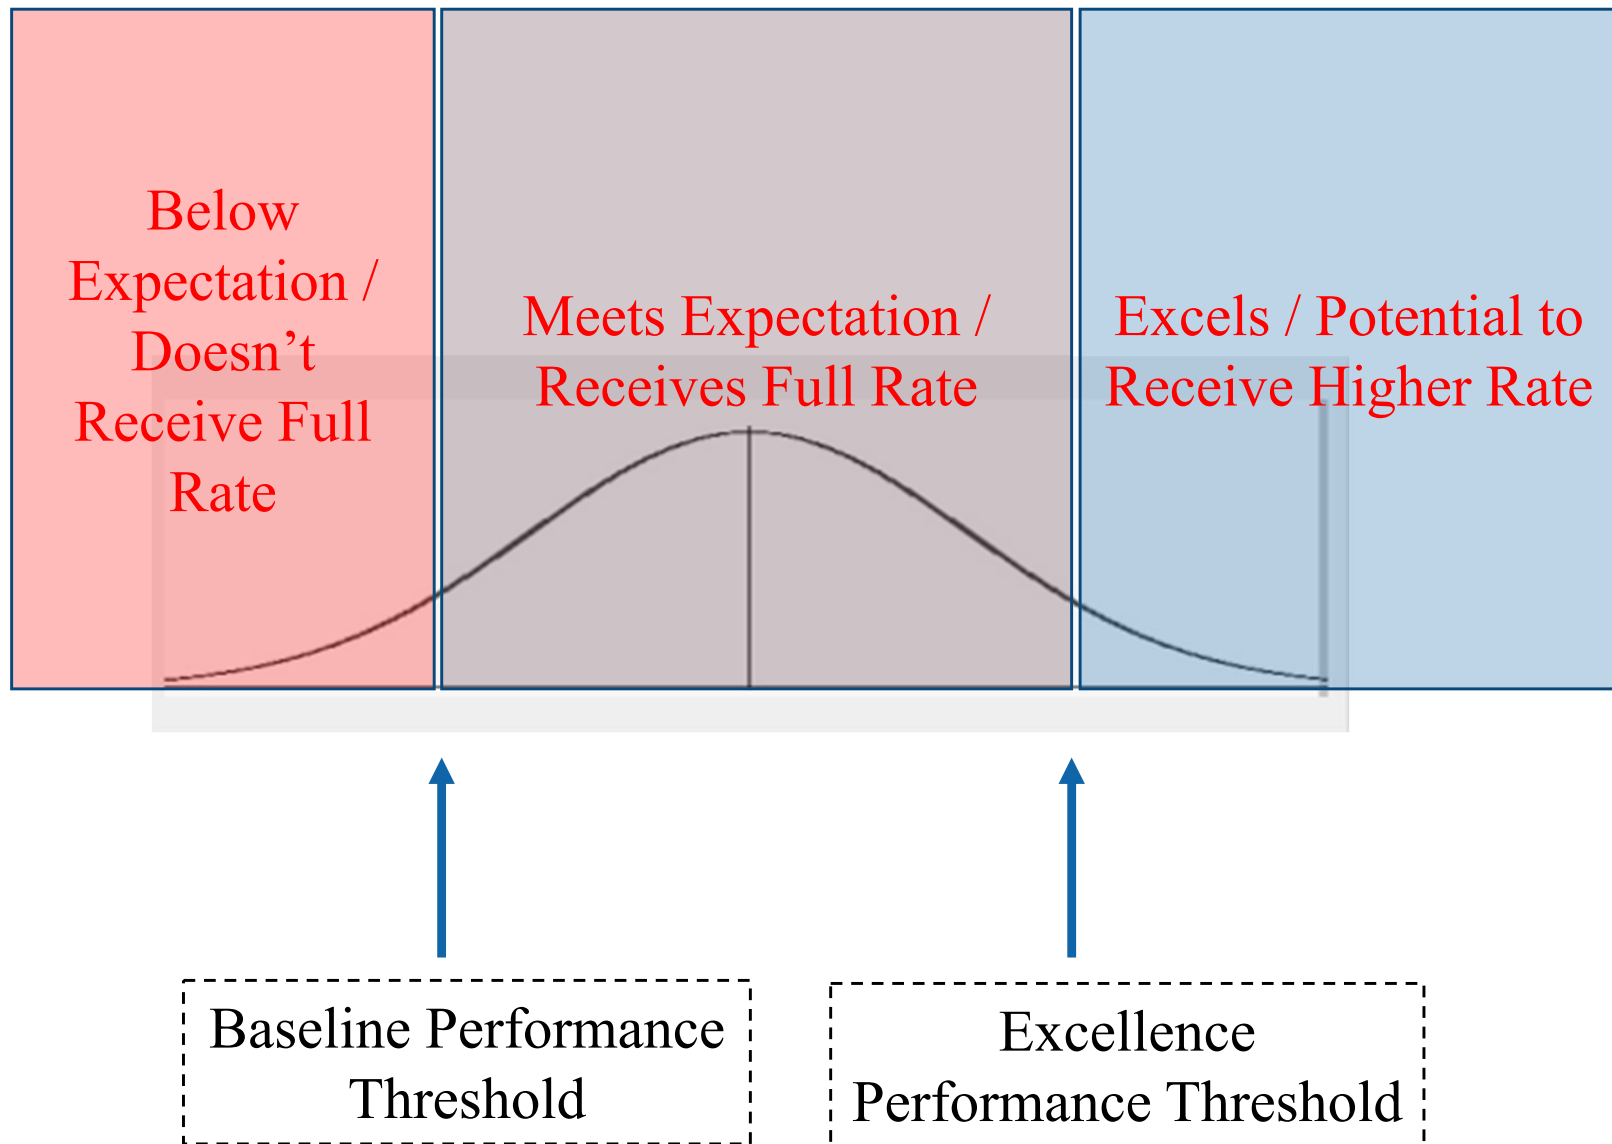 Below
Expectation /
Doesn’t
Receive Full
Rate
Meets Expectation /
Receives Full Rate
Excels / Potential to
Receive Higher Rate
Baseline Performance
Threshold
Excellence
Performance Threshold